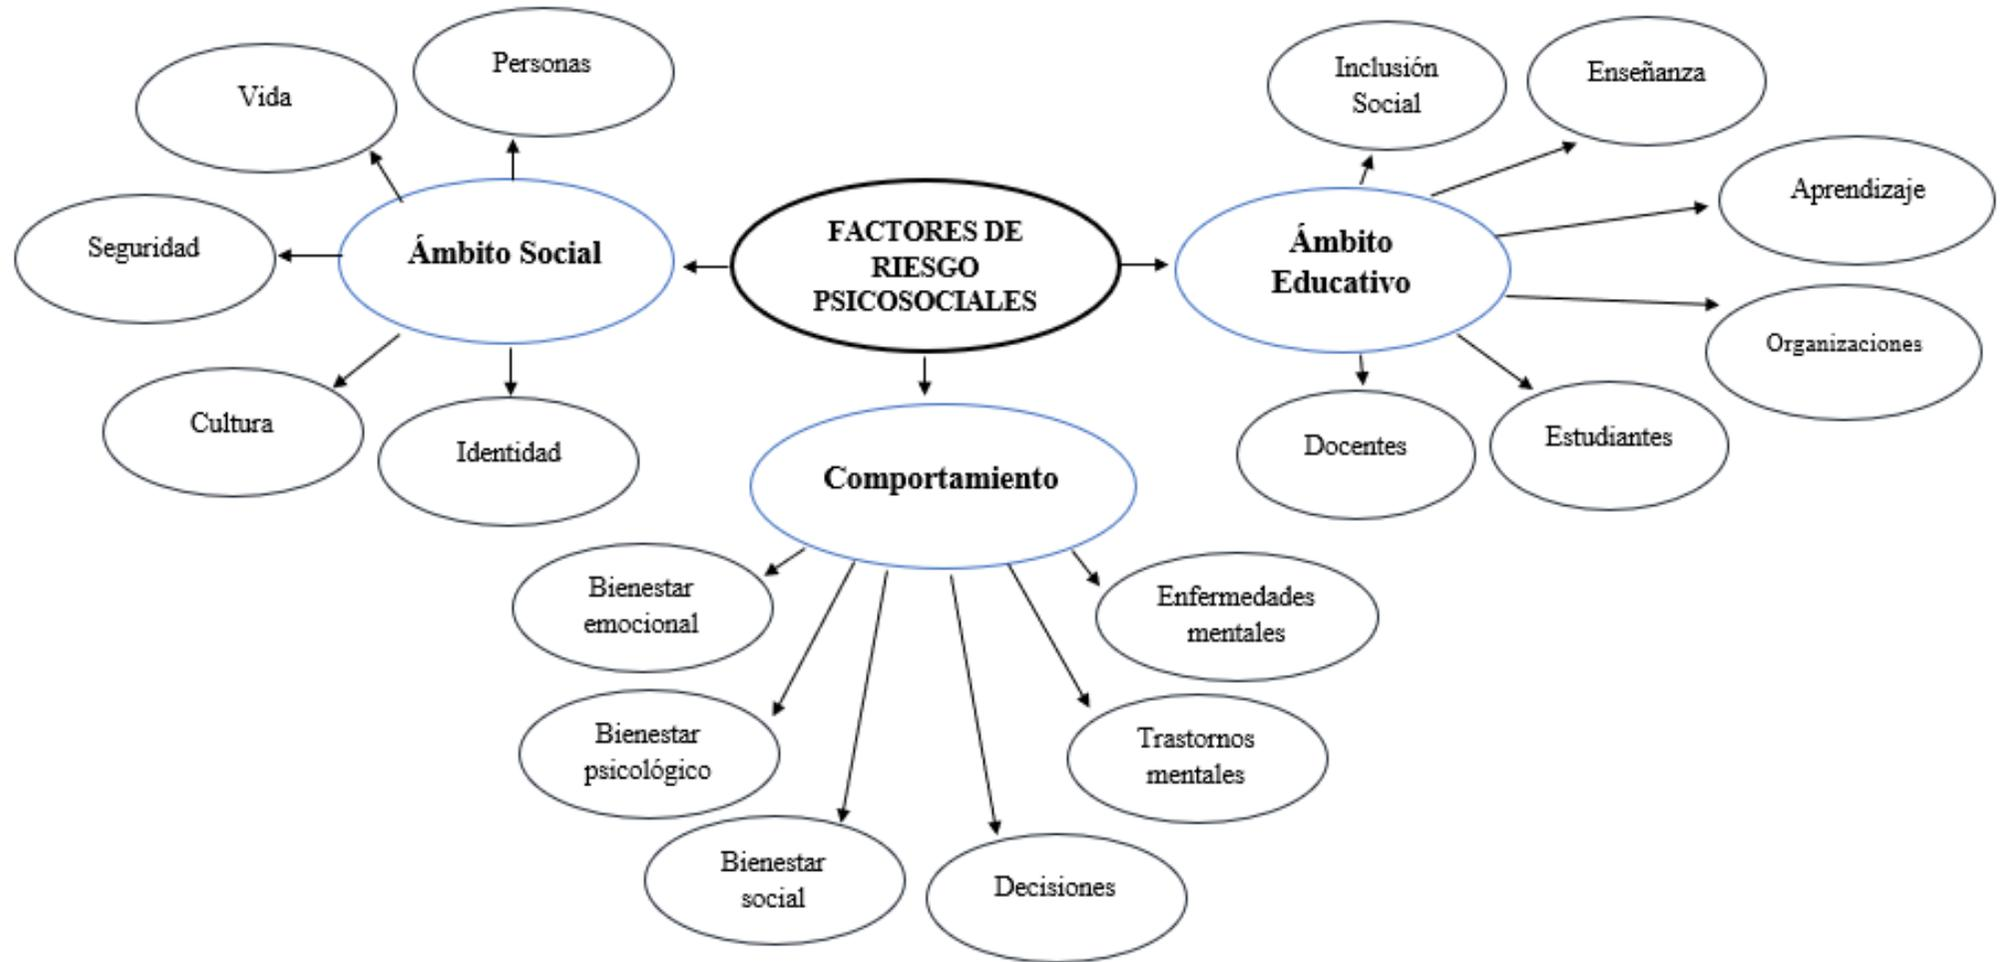 Personas
Vida
Seguridad
Ámbito Social
Cultura
Identidad
FACTORES DE
RIESGO
PSICOSOCIALES
Inclusión
Social
Enseñanza
Aprendizaje
Ámbito
Educativo
Organizaciones
Docentes
Estudiantes
Comportamiento
Bienestar
emocional
Bienestar
psicológico
Bienestar
social
Decisiones
Trastornos
mentales
Enfermedades
mentales